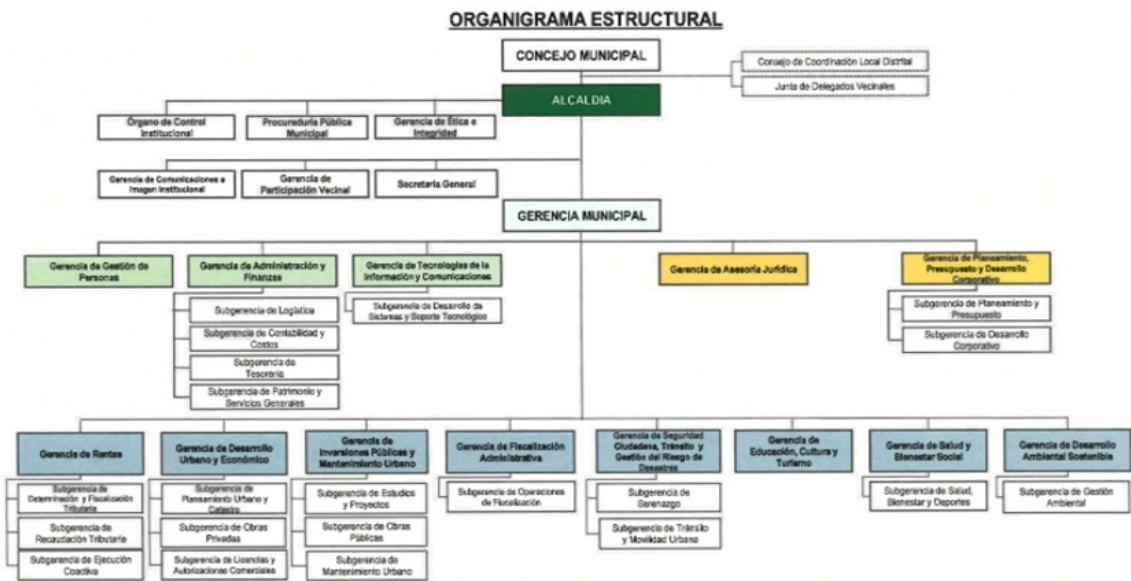 ORGANIGRAMA ESTRUCTURAL
CONCEJO MUNICIPAL
Consejo de Coordinación Local Distrital
Junta de Delegados Vecinales
ALCALDIA
Órgano de Control
Institucional
Procuraduría Pública
Municipal
Gerencia de Ética e
Integridad
Gerencia de Comunicaciones e
Imagen Institucional
Gerencia de
Participación Vecinal
Secretaria General
GERENCIA MUNICIPAL
Gerencia de Gestión de
Personas
Gerencia de Administración y
Finanzas
Subgerencia de Logística
Subgerencia de Contabilidad y
Costos
Subgerencia de
Tesorería
Subgerencia de Patrimonio y
Servicios Generales
Gerencia de Tecnologías de la
Información y Comunicaciones
Subgerencia de Desarrollo de
Sistemas y Soporte Tecnológico
Gerencia de Asesoría Jurídica
Gerencia de Planeamiento,
Presupuesto y Desarrollo
Corporativo
Subgerencia de Planeamiento y
Presupuesto
Subgerencia de Desarrollo
Corporativo
Gerencia de Rentas
Subgerencia de
Determinación y Fiscalización
Tributaria
Subgerencia de
Recaudación Tributaria
Subgerencia de Ejecución
Coactiva
Gerencia de Desarrollo
Urbano y Económico
Subgerencia de
Planeamiento Urbano y
Catastro
Subgerencia de Obras
Privadas
Subgerencia de Licencias y
Autorizaciones Comerciales
Gerencia de
Inversiones Públicas y
Mantenimiento Urbano
Subgerencia de Estudios
y Proyectos
Subgerencia de Obras
Públicas
Subgerencia de
Mantenimiento Urbano
Gerencia de Fiscalización
Administrativa
Subgerencia de Operaciones
de Fiscalización
Gerencia de Seguridad
Ciudadana, Tránsito y
Gestión del Riesgo de
Desastres
Subgerencia de
Serenazgo
Subgerencia de Tránsito
y Movilidad Urbana
Gerencia de
Educación, Cultura y
Turismo
Gerencia de Salud y
Bienestar Social
Subgerencia de Salud,
Bienestar y Deportes
Gerencia de Desarrollo
Ambiental Sostenible
Subgerencia de Gestión
Ambiental